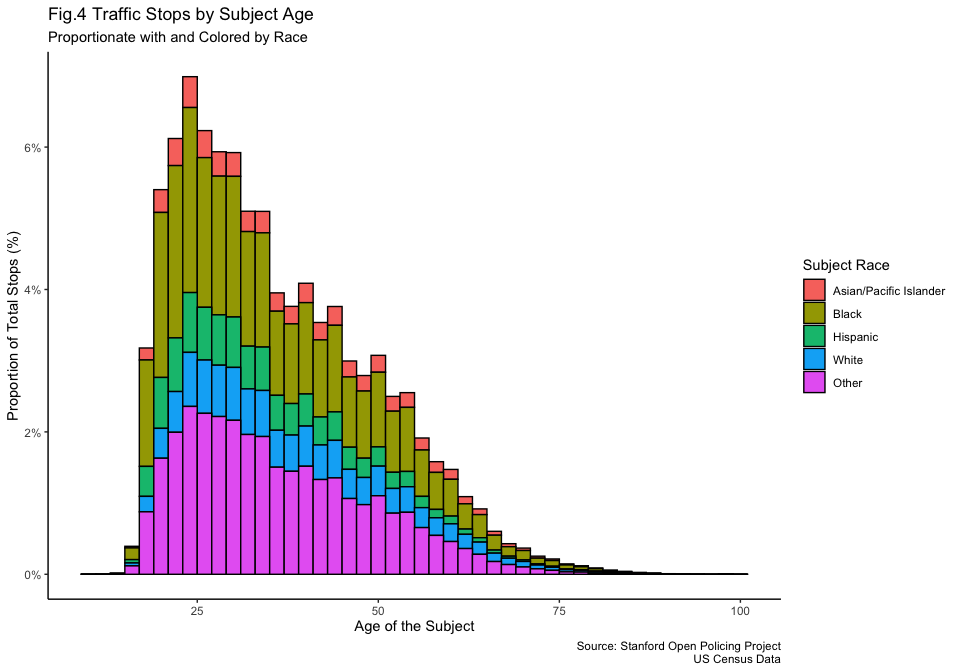 Fig.4 Traffic Stops by Subject Age
Proportionate with and Colored by Race
Proportion of Total Stops (%)
6%
4%
2%
0%
25
50
75
100
Age of the Subject
Subject Race
Asian/Pacific Islander
Black
Hispanic
White
Other
Source: Stanford Open Policing Project
US Census Data